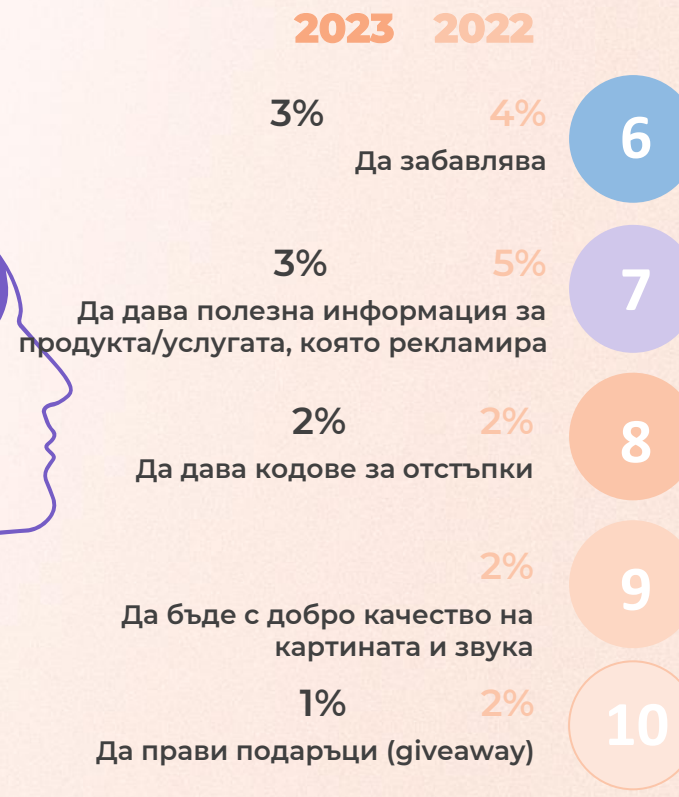 2023 2022
3% 4% 6
Да забавлява
3% 5% 7
Да дава полезна информация за
продукта/услугата, която рекламира
2% 2% 8
Да дава кодове за отстъпки
2% 9
Да бъде с добро качество на
картината и звука
1% 2% 10
Да прави подаръци (giveaway)